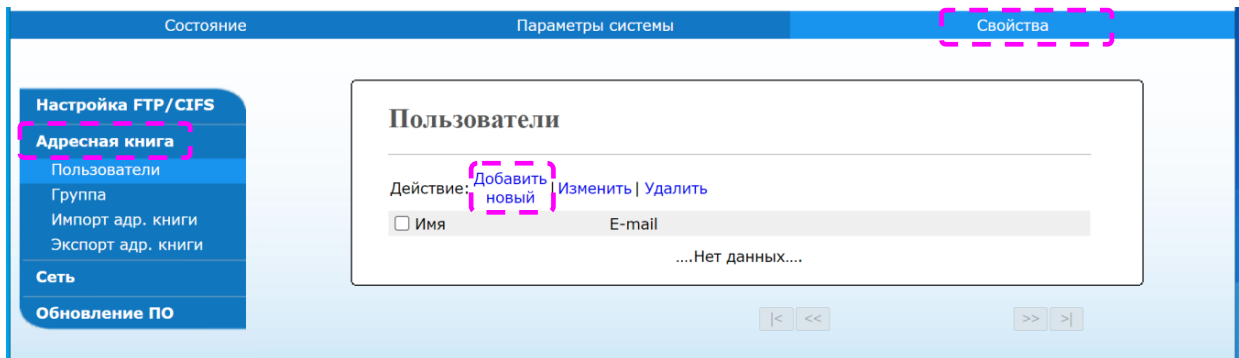 Состояние
Параметры системы
Свойства
Настройка FTP/CIFS
Адресная книга
Пользователи
Группа
Импорт адр. книги
Экспорт адр. книги
Сеть
Обновление ПО
Пользователи
Действие: Добавить новый | Изменить | Удалить
Имя E-mail
....Нет данных....
|< << >> >|